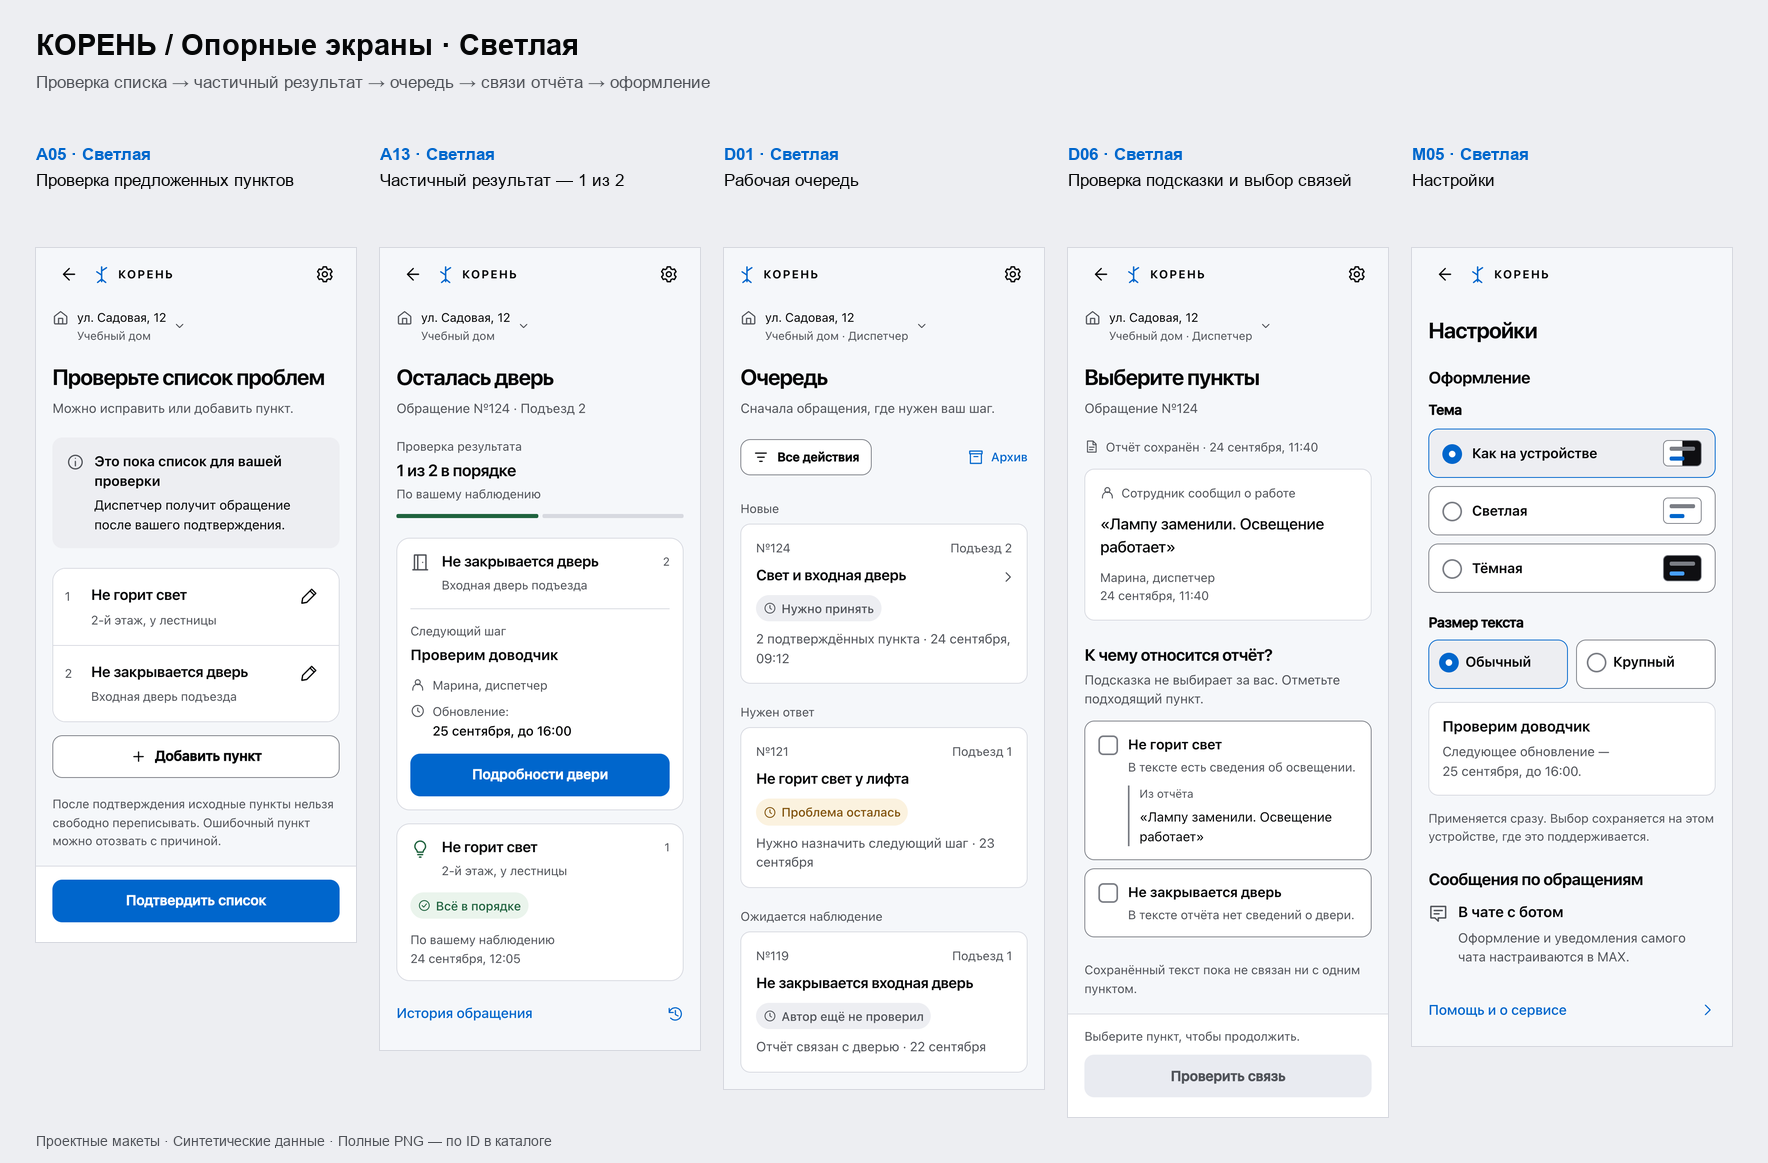 КОРЕНЬ / Опорные экраны · Светлая
Проверка списка → частичный результат → очередь → связи отчёта → оформление
A05 · Светлая
Проверка предложенных пунктов
КОРЕНЬ
ул. Садовая, 12
Учебный дом
Проверьте список проблем
Можно исправить или добавить пункт.
Это пока список для вашей
проверки
Диспетчер получит обращение
после вашего подтверждения.
1
Не горит свет
2-й этаж, у лестницы
2
Не закрывается дверь
Входная дверь подъезда
+ Добавить пункт
После подтверждения исходные пункты нельзя
свободно переписывать. Ошибочный пункт
можно отозвать с причиной.
Подтвердить список
A13 · Светлая
Частичный результат — 1 из 2
КОРЕНЬ
ул. Садовая, 12
Учебный дом
Осталась дверь
Обращение №124 · Подъезд 2
Проверка результата
1 из 2 в порядке
По вашему наблюдению
Не закрывается дверь 2
Входная дверь подъезда
Следующий шаг
Проверим доводчик
Марина, диспетчер
Обновление:
25 сентября, до 16:00
Подробности двери
Не горит свет 1
2-й этаж, у лестницы
Всё в порядке
По вашему наблюдению
24 сентября, 12:05
История обращения
D01 · Светлая
Рабочая очередь
КОРЕНЬ
ул. Садовая, 12
Учебный дом · Диспетчер
Очередь
Сначала обращения, где нужен ваш шаг.
Все действия Архив
Новые
№124 Подъезд 2
Свет и входная дверь
Нужно принять
2 подтверждённых пункта · 24 сентября,
09:12
Нужен ответ
№121 Подъезд 1
Не горит свет у лифта
Проблема осталась
Нужно назначить следующий шаг · 23
сентября
Ожидается наблюдение
№119 Подъезд 1
Не закрывается входная дверь
Автор ещё не проверил
Отчёт связан с дверью · 22 сентября
D06 · Светлая
Проверка подсказки и выбор связей
КОРЕНЬ
ул. Садовая, 12
Учебный дом · Диспетчер
Выберите пункты
Обращение №124
Отчёт сохранён · 24 сентября, 11:40
Сотрудник сообщил о работе
«Лампу заменили. Освещение
работает»
Марина, диспетчер
24 сентября, 11:40
К чему относится отчёт?
Подсказка не выбирает за вас. Отметьте
подходящий пункт.
Не горит свет
В тексте есть сведения об освещении.
Из отчёта
«Лампу заменили. Освещение
работает»
Не закрывается дверь
В тексте отчёта нет сведений о двери.
Сохранённый текст пока не связан ни с одним
пунктом.
Выберите пункт, чтобы продолжить.
Проверить связь
M05 · Светлая
Настройки
КОРЕНЬ
Настройки
Оформление
Тема
Как на устройстве
Светлая
Тёмная
Размер текста
Обычный Крупный
Проверим доводчик
Следующее обновление —
25 сентября, до 16:00.
Применяется сразу. Выбор сохраняется на этом
устройстве, где это поддерживается.
Сообщения по обращениям
В чате с ботом
Оформление и уведомления самого
чата настраиваются в MAX.
Помощь и о сервисе
Проектные макеты · Синтетические данные · Полные PNG — по ID в каталоге